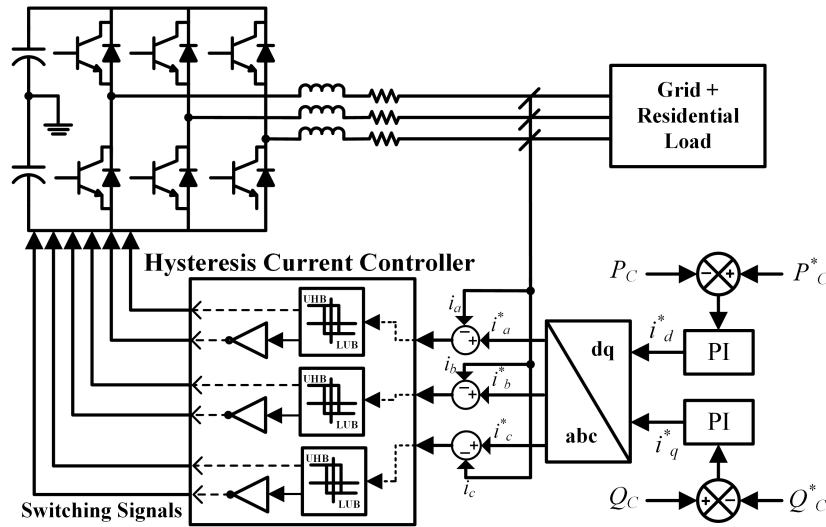 Grid +
Residential
Load
Hysteresis Current Controller
P_C
− +
P*_C
UHB
LUB
i_a
−
+
i*_a
i*_d
PI
dq
abc
UHB
LUB
i_b
−
+
i*_b
UHB
LUB
+
−
i*_c
i_c
i*_q
PI
Q_C
+ −
Q*_C
Switching Signals